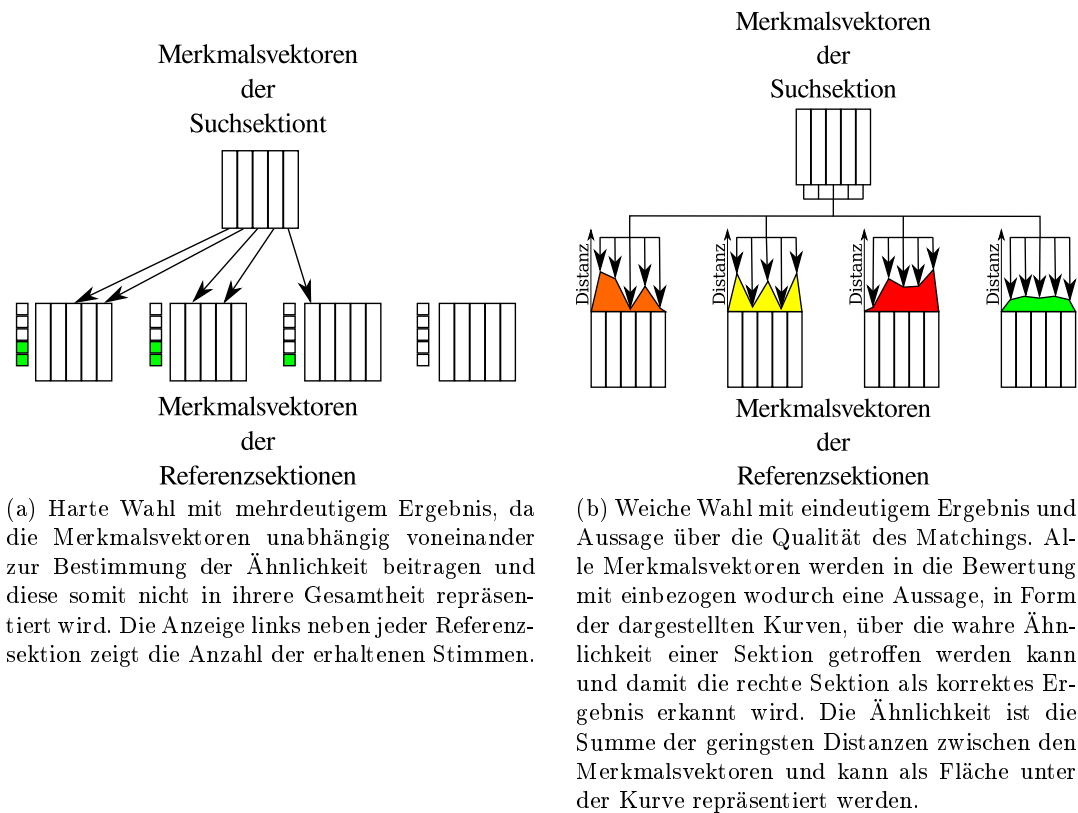 Merkmalsvektoren
der
Suchsektiont
Merkmalsvektoren
der
Referenzsektionen
(a) Harte Wahl mit mehrdeutigem Ergebnis, da
die Merkmalsvektoren unabhängig voneinander
zur Bestimmung der Ähnlichkeit beitragen und
diese somit nicht in ihrere Gesamtheit repräsen-
tiert wird. Die Anzeige links neben jeder Referenz-
sektion zeigt die Anzahl der erhaltenen Stimmen.
Merkmalsvektoren
der
Suchsektion
Distanz
Distanz
Distanz
Distanz
Merkmalsvektoren
der
Referenzsektionen
(b) Weiche Wahl mit eindeutigem Ergebnis und
Aussage über die Qualität des Matchings. Al-
le Merkmalsvektoren werden in die Bewertung
mit einbezogen wodurch eine Aussage, in Form
der dargestellten Kurven, über die wahre Ähn-
lichkeit einer Sektion getroffen werden kann
und damit die rechte Sektion als korrektes Er-
gebnis erkannt wird. Die Ähnlichkeit ist die
Summe der geringsten Distanzen zwischen den
Merkmalsvektoren und kann als Fläche unter
der Kurve repräsentiert werden.